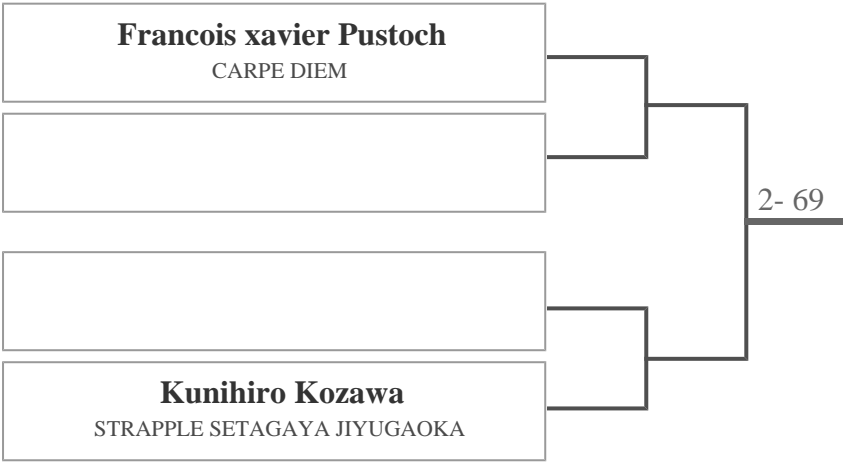 Francois xavier Pustoch
CARPE DIEM
2- 69
Kunihiro Kozawa
STRAPPLE SETAGAYA JIYUGAOKA